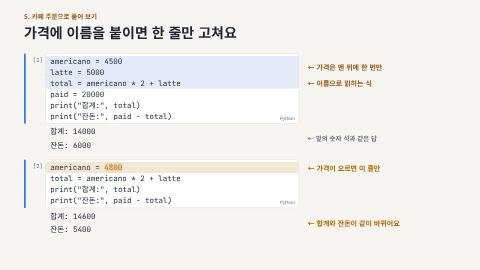 5. 카페 주문으로 풀어 보기
가격에 이름을 붙이면 한 줄만 고쳐요
[1]
americano = 4500
latte = 5000
total = americano * 2 + latte
paid = 20000
print("합계:", total)
print("잔돈:", paid - total)
Python
합계: 14000
잔돈: 6000
← 가격은 맨 위에 한 번만
← 이름으로 읽히는 식
← 앞의 숫자 식과 같은 답
[2]
americano = 4800
total = americano * 2 + latte
print("합계:", total)
print("잔돈:", paid - total)
Python
합계: 14600
잔돈: 5400
← 가격이 오르면 이 줄만
← 합계와 잔돈이 같이 바뀌어요